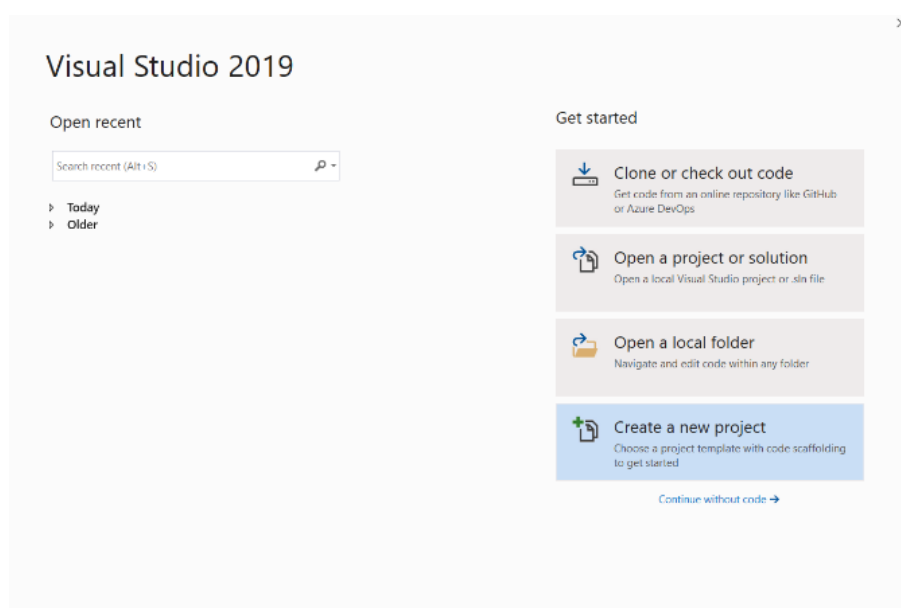 Visual Studio 2019
Open recent
Search recent (Alt+S)
Today
Older
Get started
Clone or check out code
Get code from an online repository like GitHub
or Azure DevOps
Open a project or solution
Open a local Visual Studio project or .sln file
Open a local folder
Navigate and edit code within any folder
Create a new project
Choose a project template with code scaffolding
to get started
Continue without code →